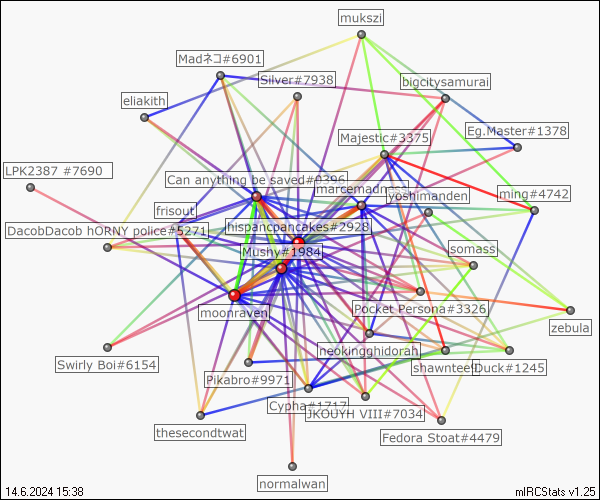 mukszi
Madネコ#6901
Silver#7938
bigcitysamurai
eliakith
Majestic#3375
Eg.Master#1378
LPK2387 #7690
Can anything be saved#0396
marcemadness
yoshimanden
ming#4742
frisout
DacobDacob hORNY police#5271
hispancpancakes#2928
Mushy#1984
somass
moonraven
Pocket Persona#3326
zebula
neokingghidorah
Swirly Boi#6154
shawntee
Duck#1245
Pikabro#9971
Cypha#1717
JKOUYH VIII#7034
thesecondtwat
Fedora Stoat#4479
normalwan
14.6.2024 15:38
mIRCStats v1.25